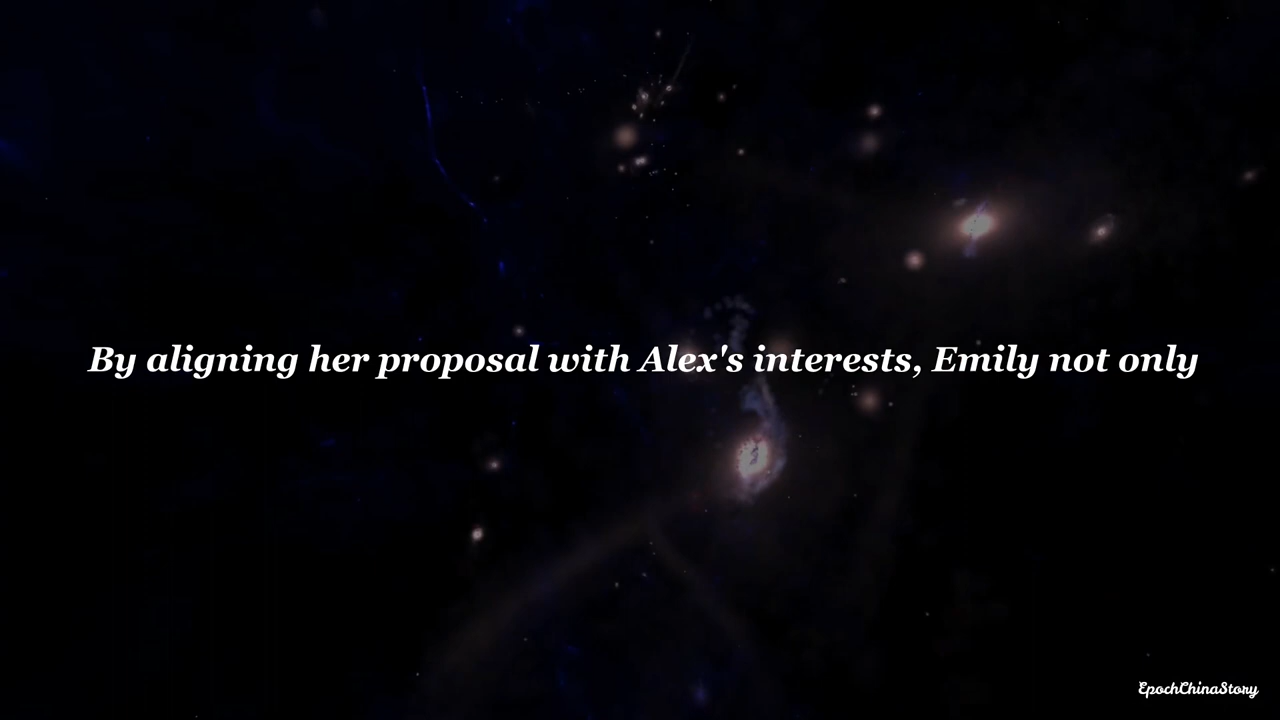 By aligning her proposal with Alex's interests, Emily not only
EpochChinaStory